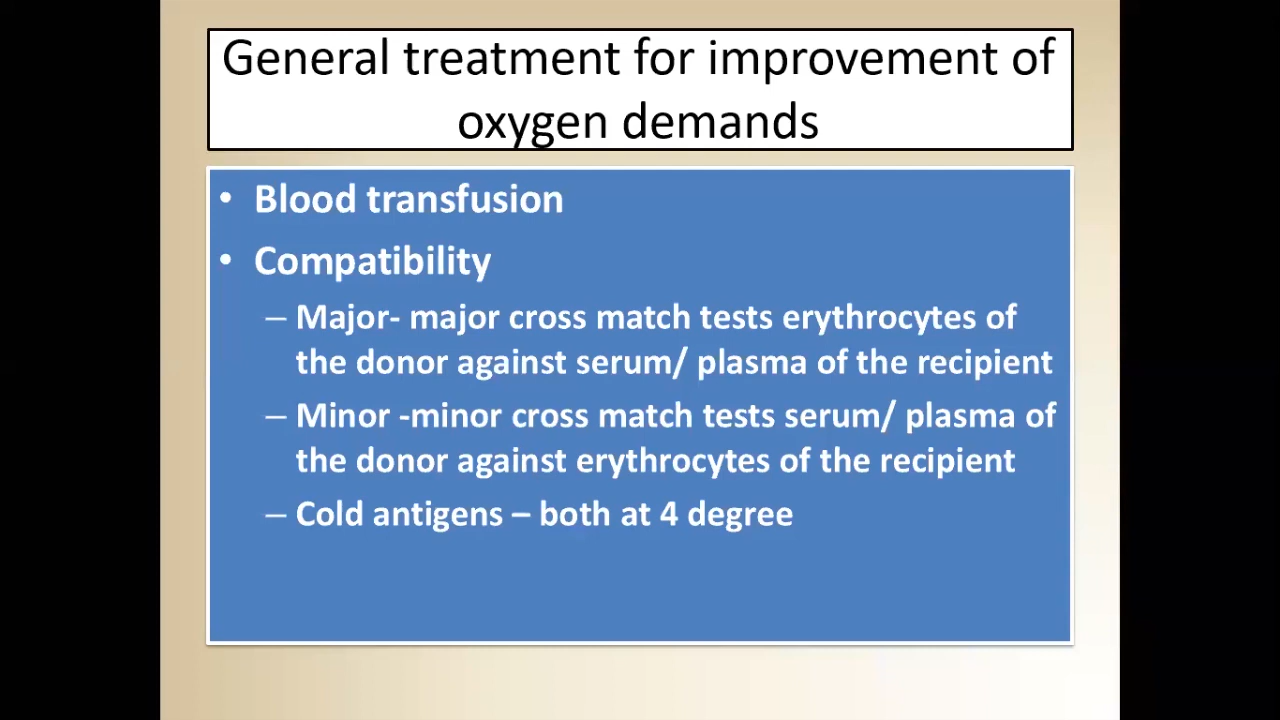 General treatment for improvement of
oxygen demands
• Blood transfusion
• Compatibility
– Major- major cross match tests erythrocytes of
the donor against serum/ plasma of the recipient
– Minor -minor cross match tests serum/ plasma of
the donor against erythrocytes of the recipient
– Cold antigens – both at 4 degree